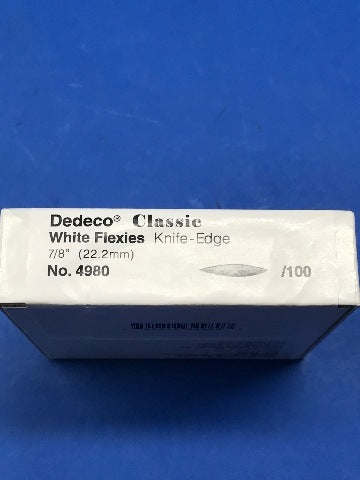 Dedeco® Classic
White Flexies Knife-Edge
7/8" (22.2mm)
No. 4980 /100